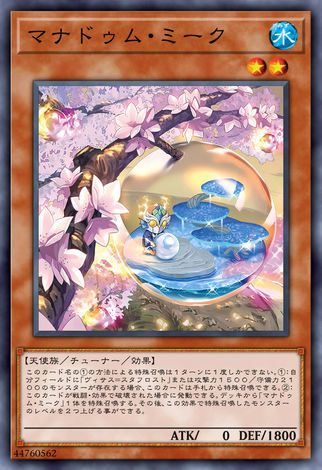 マナドゥム・ミーク
水
【天使族／チューナー／効果】
このカード名の①の方法による特殊召喚は１ターンに１度しかできない。①：自
分フィールドに「ヴィサス＝スタフロスト」または攻撃力１５００／守備力２１
００のモンスターが存在する場合、このカードは手札から特殊召喚できる。②：
このカードが戦闘・効果で破壊された場合に発動できる。デッキから「マナドゥ
ム・ミーク」１体を特殊召喚する。その後、この効果で特殊召喚したモンスター
のレベルを２つ上げる事ができる。
ATK/ 0 DEF/1800
44760562